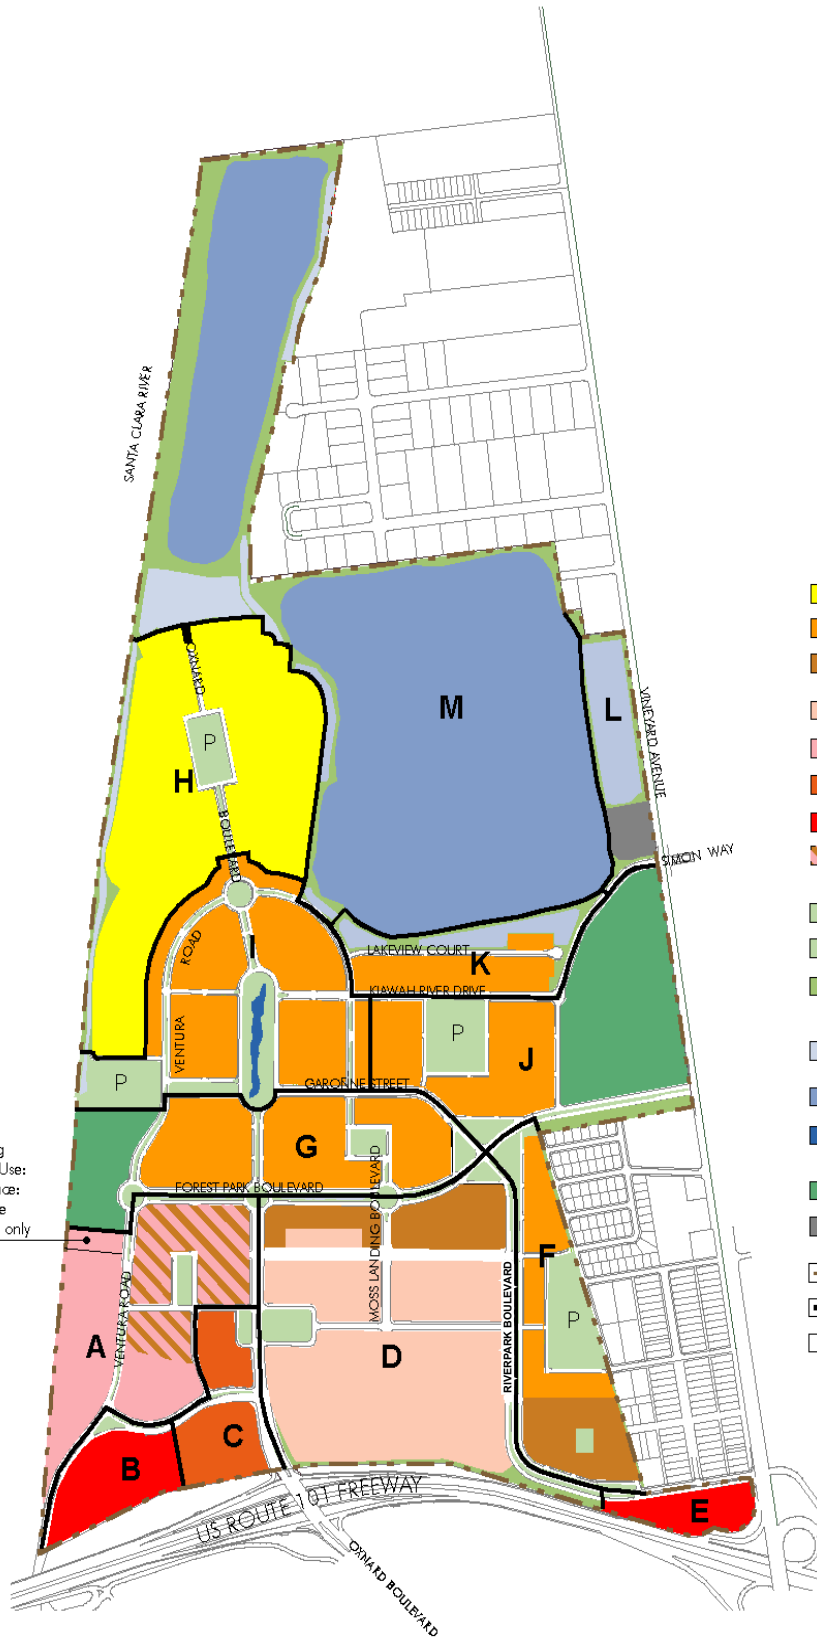 SANTA CLARA RIVER
OXNARD
P
M
L
VINEYARD AVENUE
H
BOULEVARD
SIMON WAY
ROAD
I
LAKEVIEW COURT
K
KIAWAH RIVER DRIVE
VENTURA
P
J
P
GARONNE STREET
g
Use:
G
MOSS LANDING BOULEVARD
FOREST PARK BOULEVARD
e
only
F
A
VENTURA ROAD
RIVERPARK BOULEVARD
P
D
C
B
E
US ROUTE 101 FREEWAY
OXNARD BOULEVARD